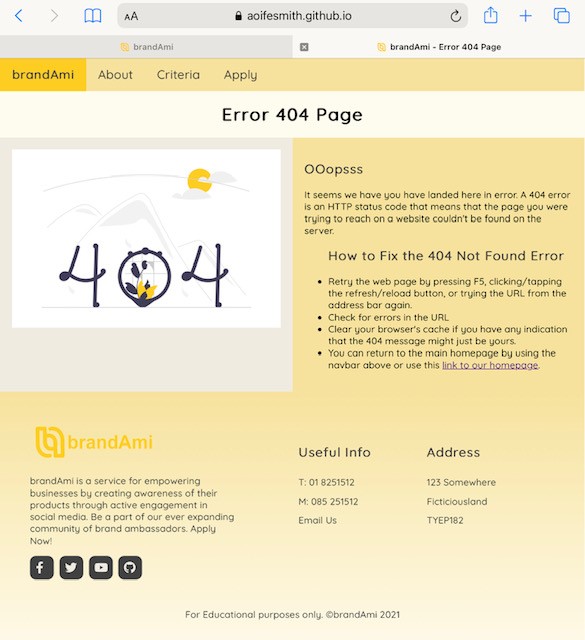 AA
aoifesmith.github.io
brandAmi
brandAmi - Error 404 Page
brandAmi About Criteria Apply
Error 404 Page
404
OOopsss
It seems we have you have landed here in error. A 404 error
is an HTTP status code that means that the page you were
trying to reach on a website couldn't be found on the
server.
How to Fix the 404 Not Found Error
Retry the web page by pressing F5, clicking/tapping
the refresh/reload button, or trying the URL from the
address bar again.
Check for errors in the URL
Clear your browser's cache if you have any indication
that the 404 message might just be yours.
You can return to the main homepage by using the
navbar above or use this link to our homepage.
brandAmi
brandAmi is a service for empowering
businesses by creating awareness of their
products through active engagement in
social media. Be a part of our ever expanding
community of brand ambassadors. Apply
Now!
Useful Info
T: 01 8251512
M: 085 251512
Email Us
Address
123 Somewhere
Ficticiousland
TYEP182
For Educational purposes only. ©brandAmi 2021